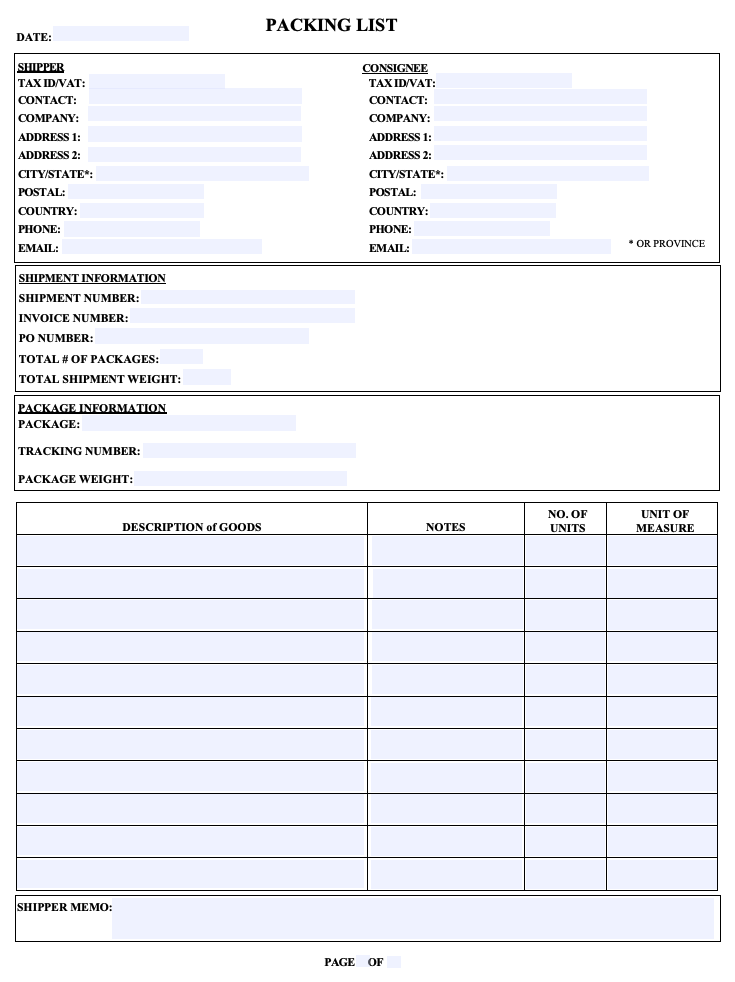 PACKING LIST
DATE:
SHIPPER
TAX ID/VAT:
CONTACT:
COMPANY:
ADDRESS 1:
ADDRESS 2:
CITY/STATE*:
POSTAL:
COUNTRY:
PHONE:
EMAIL:
CONSIGNEE
TAX ID/VAT:
CONTACT:
COMPANY:
ADDRESS 1:
ADDRESS 2:
CITY/STATE*:
POSTAL:
COUNTRY:
PHONE:
EMAIL:
* OR PROVINCE
SHIPMENT INFORMATION
SHIPMENT NUMBER:
INVOICE NUMBER:
PO NUMBER:
TOTAL # OF PACKAGES:
TOTAL SHIPMENT WEIGHT:
PACKAGE INFORMATION
PACKAGE:
TRACKING NUMBER:
PACKAGE WEIGHT:
DESCRIPTION of GOODS
NOTES
NO. OF
UNITS
UNIT OF
MEASURE
SHIPPER MEMO:
PAGE OF